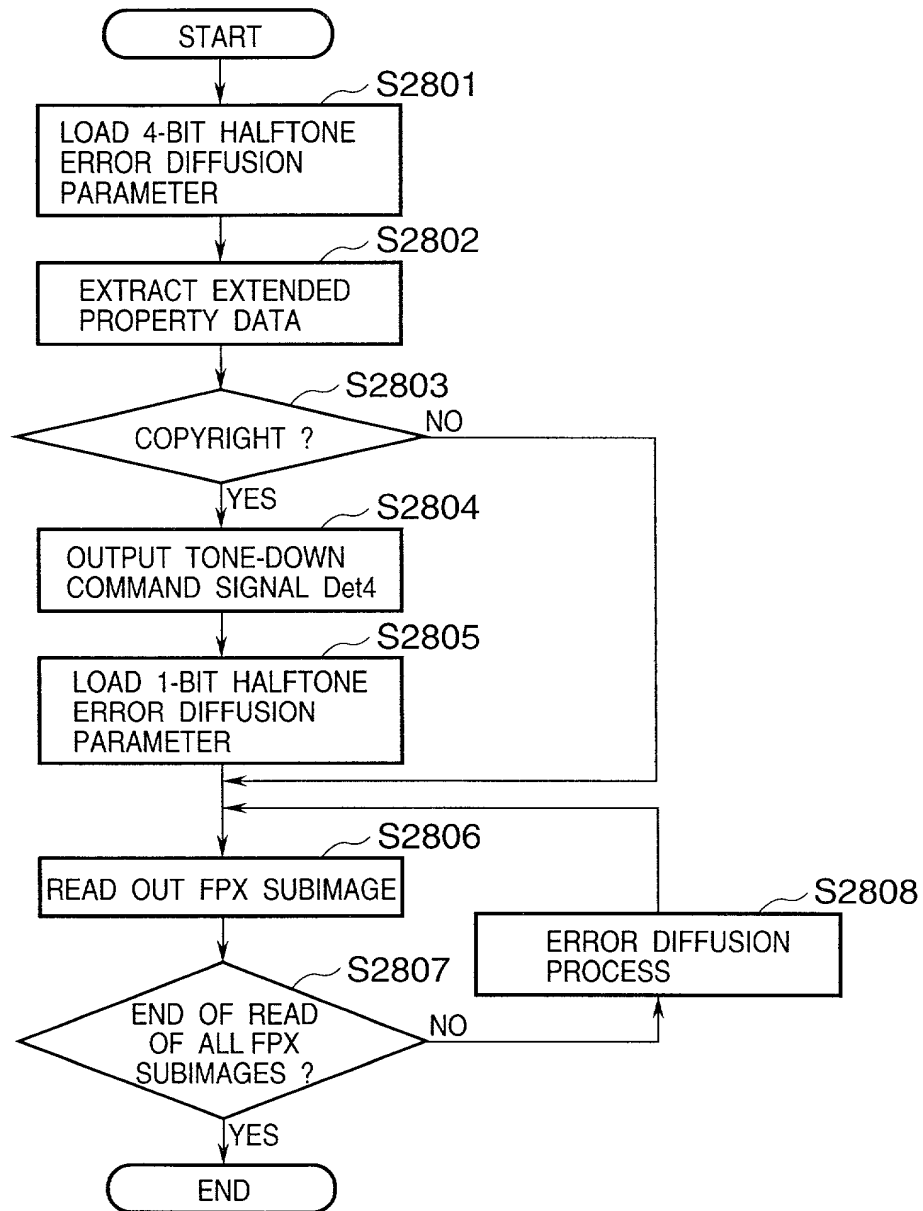 START
S2801
LOAD 4-BIT HALFTONE
ERROR DIFFUSION
PARAMETER
S2802
EXTRACT EXTENDED
PROPERTY DATA
S2803
COPYRIGHT ?
NO
YES
S2804
OUTPUT TONE-DOWN
COMMAND SIGNAL Det4
S2805
LOAD 1-BIT HALFTONE
ERROR DIFFUSION
PARAMETER
S2806
READ OUT FPX SUBIMAGE
S2808
ERROR DIFFUSION
PROCESS
S2807
END OF READ
OF ALL FPX
SUBIMAGES ?
NO
YES
END